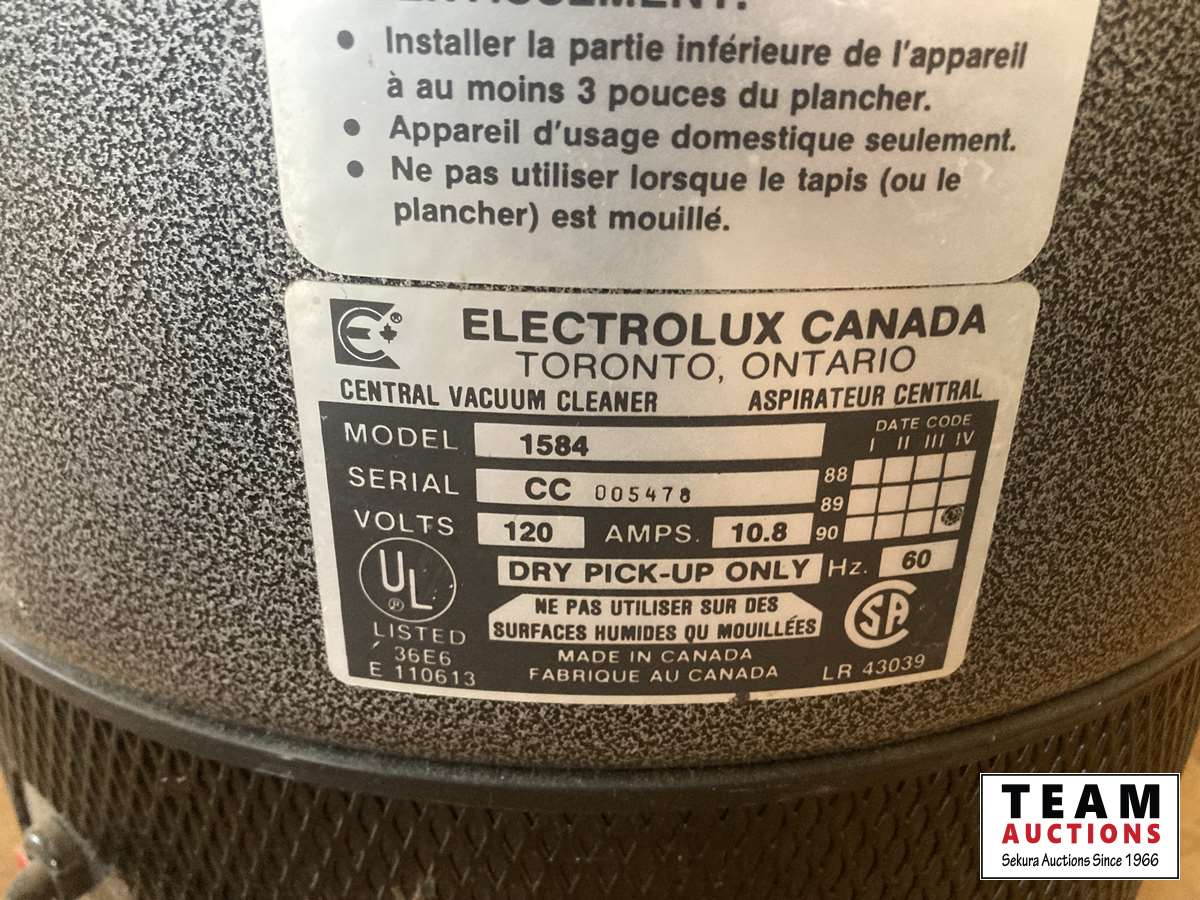 • Installer la partie inférieure de l'appareil
à au moins 3 pouces du plancher.
• Appareil d'usage domestique seulement.
• Ne pas utiliser lorsque le tapis (ou le
plancher) est mouillé.
E ®
ELECTROLUX CANADA
TORONTO, ONTARIO
CENTRAL VACUUM CLEANER ASPIRATEUR CENTRAL
MODEL 1584
DATE CODE
I II III IV
SERIAL CC 005478
88
89
90
VOLTS 120 AMPS. 10.8
DRY PICK-UP ONLY Hz. 60
UL ®
LISTED
36E6
E 110613
NE PAS UTILISER SUR DES
SURFACES HUMIDES OU MOUILLÉES
MADE IN CANADA
FABRIQUE AU CANADA
CSA
LR 43039
TEAM
AUCTIONS
Sekura Auctions Since 1966